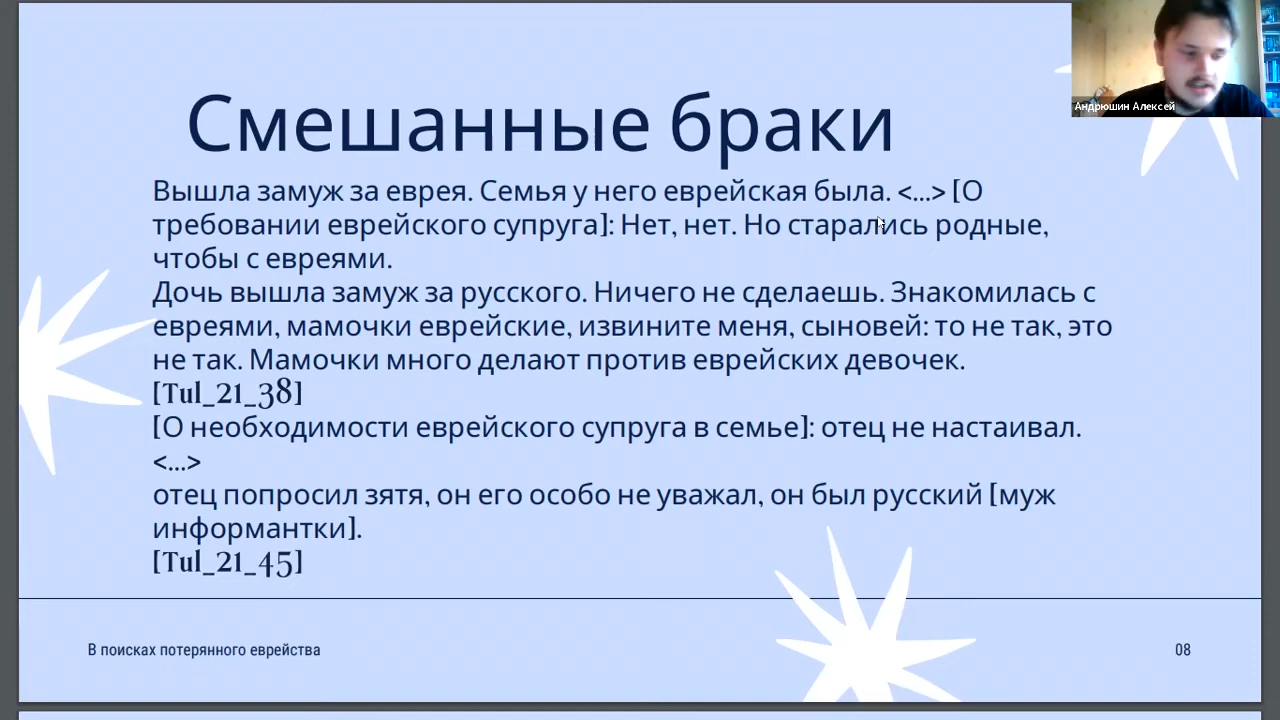 Андрюшин Алексей
Смешанные браки
Вышла замуж за еврея. Семья у него еврейская была. <...> [О
требовании еврейского супруга]: Нет, нет. Но старались родные,
чтобы с евреями.
Дочь вышла замуж за русского. Ничего не сделаешь. Знакомилась с
евреями, мамочки еврейские, извините меня, сыновей: то не так, это
не так. Мамочки много делают против еврейских девочек.
[Tul_21_38]
[О необходимости еврейского супруга в семье]: отец не настаивал.
<...>
отец попросил зятя, он его особо не уважал, он был русский [муж
информантки].
[Tul_21_45]
В поисках потерянного еврейства
08